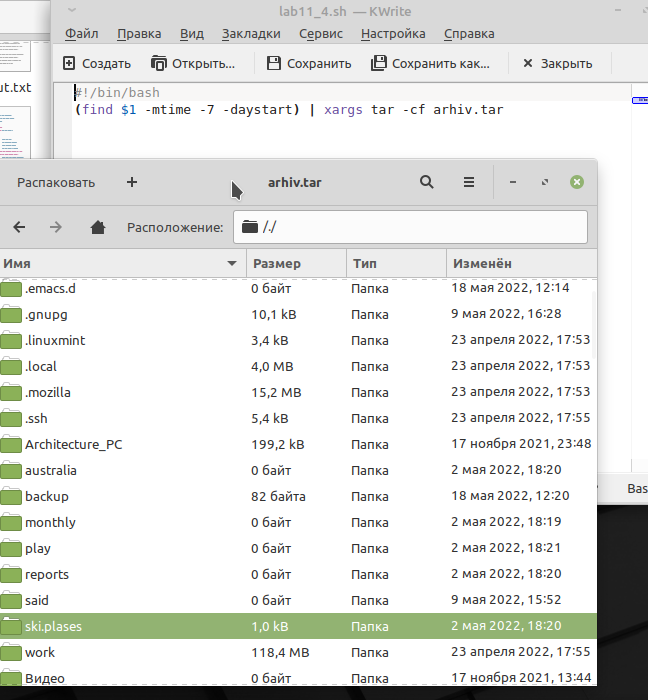 lab11_4.sh — KWrite
Файл Правка Вид Закладки Сервис Настройка Справка
Создать Открыть... Сохранить Сохранить как... Закрыть
ut.txt
#!/bin/bash
(find $1 -mtime -7 -daystart) | xargs tar -cf arhiv.tar
Распаковать arhiv.tar
Расположение: /./
Имя Размер Тип Изменён
.emacs.d 0 байт Папка 18 мая 2022, 12:14
.gnupg 10,1 kB Папка 9 мая 2022, 16:28
.linuxmint 3,4 kB Папка 23 апреля 2022, 17:53
.local 4,0 MB Папка 23 апреля 2022, 17:53
.mozilla 15,2 MB Папка 23 апреля 2022, 17:53
.ssh 5,4 kB Папка 23 апреля 2022, 17:55
Architecture_PC 199,2 kB Папка 17 ноября 2021, 23:48
australia 0 байт Папка 2 мая 2022, 18:20
backup 82 байта Папка 18 мая 2022, 12:20
Bas
monthly 0 байт Папка 2 мая 2022, 18:19
play 0 байт Папка 2 мая 2022, 18:21
reports 0 байт Папка 2 мая 2022, 18:20
said 0 байт Папка 9 мая 2022, 15:52
ski.plases 1,0 kB Папка 2 мая 2022, 18:20
work 118,4 MB Папка 23 апреля 2022, 17:55
Видео 0 байт Папка 17 ноября 2021, 13:44